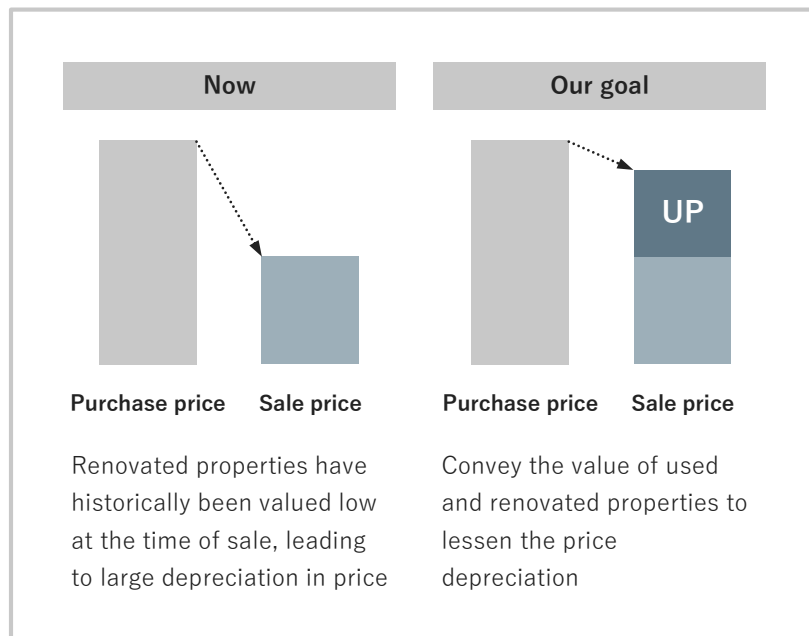 Now
Our goal
UP
Purchase price
Sale price
Purchase price
Sale price
Renovated properties have
historically been valued low
at the time of sale, leading
to large depreciation in price
Convey the value of used
and renovated properties to
lessen the price
depreciation